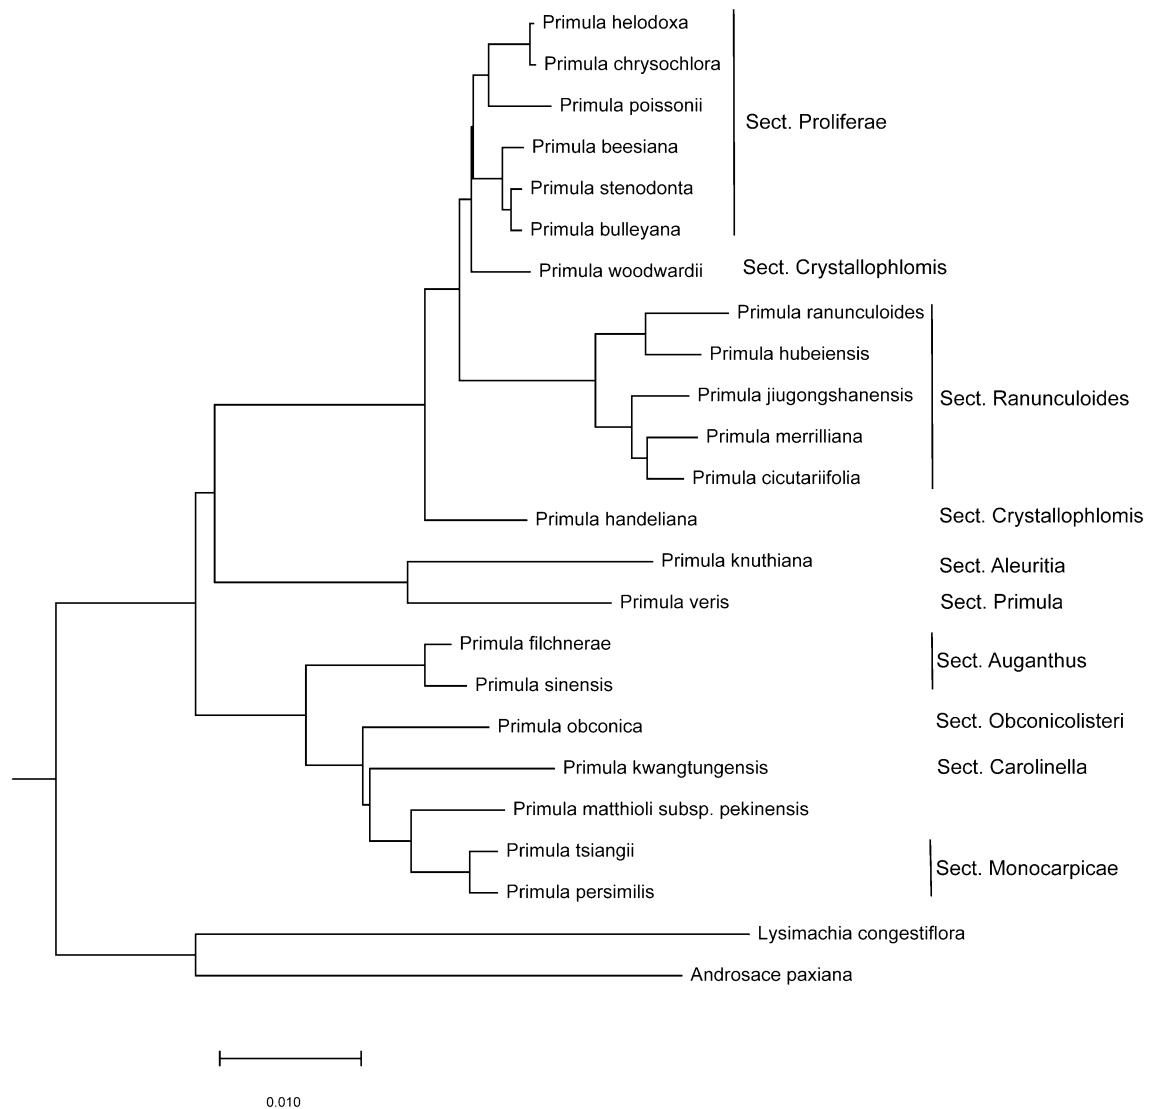 Primula helodoxa
Primula chrysochlora
Primula poissonii
Sect. Proliferae
Primula beesiana
Primula stenodonta
Primula bulleyana
Primula woodwardii
Sect. Crystallophlomis
Primula ranunculoides
Primula hubeiensis
Primula jiugongshanensis
Sect. Ranunculoides
Primula merrilliana
Primula cicutariifolia
Primula handeliana
Sect. Crystallophlomis
Primula knuthiana
Sect. Aleuritia
Primula veris
Sect. Primula
Primula filchnerae
Sect. Auganthus
Primula sinensis
Primula obconica
Sect. Obconicolisteri
Primula kwangtungensis
Sect. Carolinella
Primula matthioli subsp. pekinensis
Primula tsiangii
Sect. Monocarpicae
Primula persimilis
Lysimachia congestiflora
Androsace paxiana
0.010